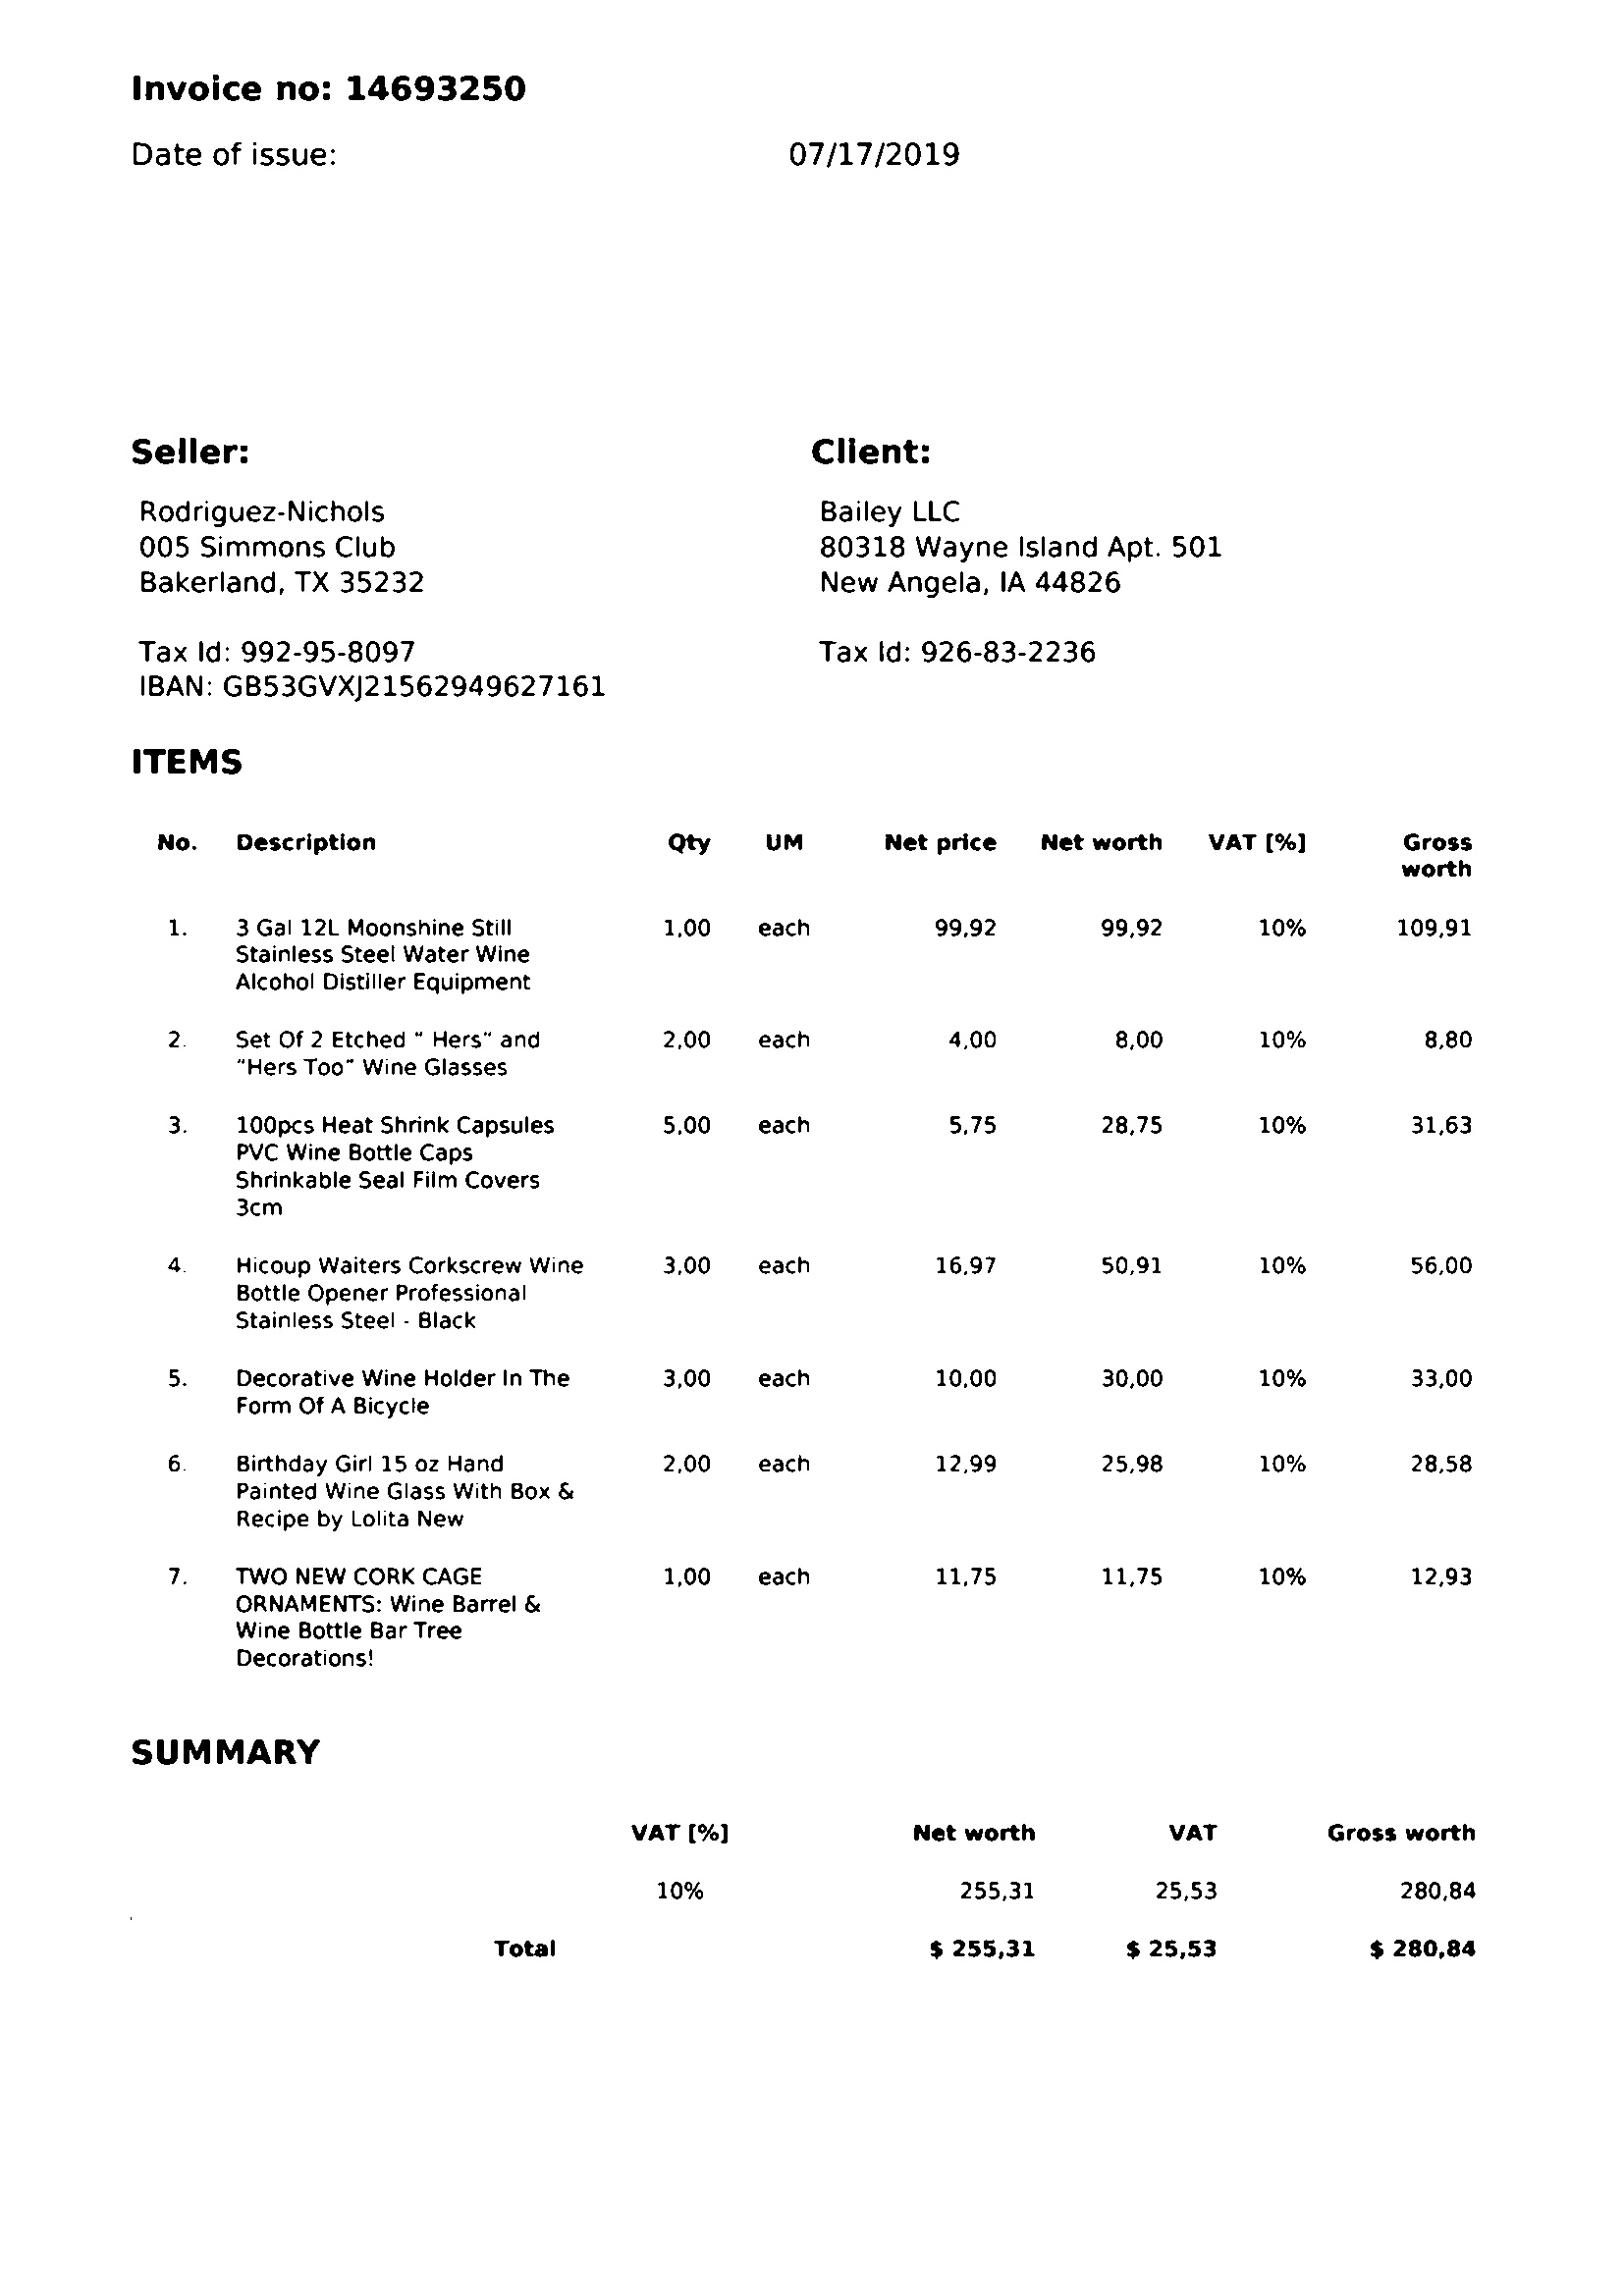 Invoice no: 14693250
Date of issue: 07/17/2019
Seller: Client:
Rodriguez-Nichols Bailey LLC
005 Simmons Club 80318 Wayne Island Apt. 501
Bakerland, TX 35232 New Angela, IA 44826
Tax Id: 992-95-8097 Tax Id: 926-83-2236
IBAN: GB53GVXJ21562949627161
ITEMS
No. Description Qty UM Net price Net worth VAT [%] Gross
worth
1. 3 Gal 12L Moonshine Still 1,00 each 99,92 99,92 10% 109,91
Stainless Steel Water Wine
Alcohol Distiller Equipment
2. Set Of 2 Etched " Hers" and 2,00 each 4,00 8,00 10% 8,80
"Hers Too" Wine Glasses
3. 100pcs Heat Shrink Capsules 5,00 each 5,75 28,75 10% 31,63
PVC Wine Bottle Caps
Shrinkable Seal Film Covers
3cm
4. Hicoup Waiters Corkscrew Wine 3,00 each 16,97 50,91 10% 56,00
Bottle Opener Professional
Stainless Steel - Black
5. Decorative Wine Holder In The 3,00 each 10,00 30,00 10% 33,00
Form Of A Bicycle
6. Birthday Girl 15 oz Hand 2,00 each 12,99 25,98 10% 28,58
Painted Wine Glass With Box &
Recipe by Lolita New
7. TWO NEW CORK CAGE 1,00 each 11,75 11,75 10% 12,93
ORNAMENTS: Wine Barrel &
Wine Bottle Bar Tree
Decorations!
SUMMARY
VAT [%] Net worth VAT Gross worth
10% 255,31 25,53 280,84
Total $ 255,31 $ 25,53 $ 280,84